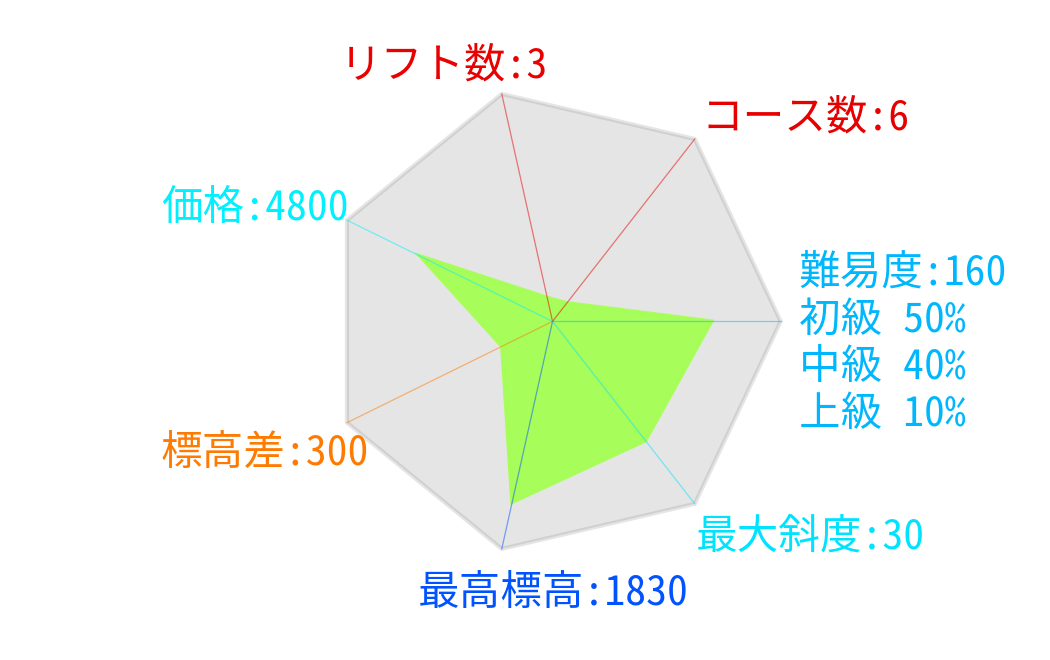 リフト数:3
コース数:6
価格:4800
難易度:160
初級 50%
中級 40%
上級 10%
標高差:300
最大斜度:30
最高標高:1830